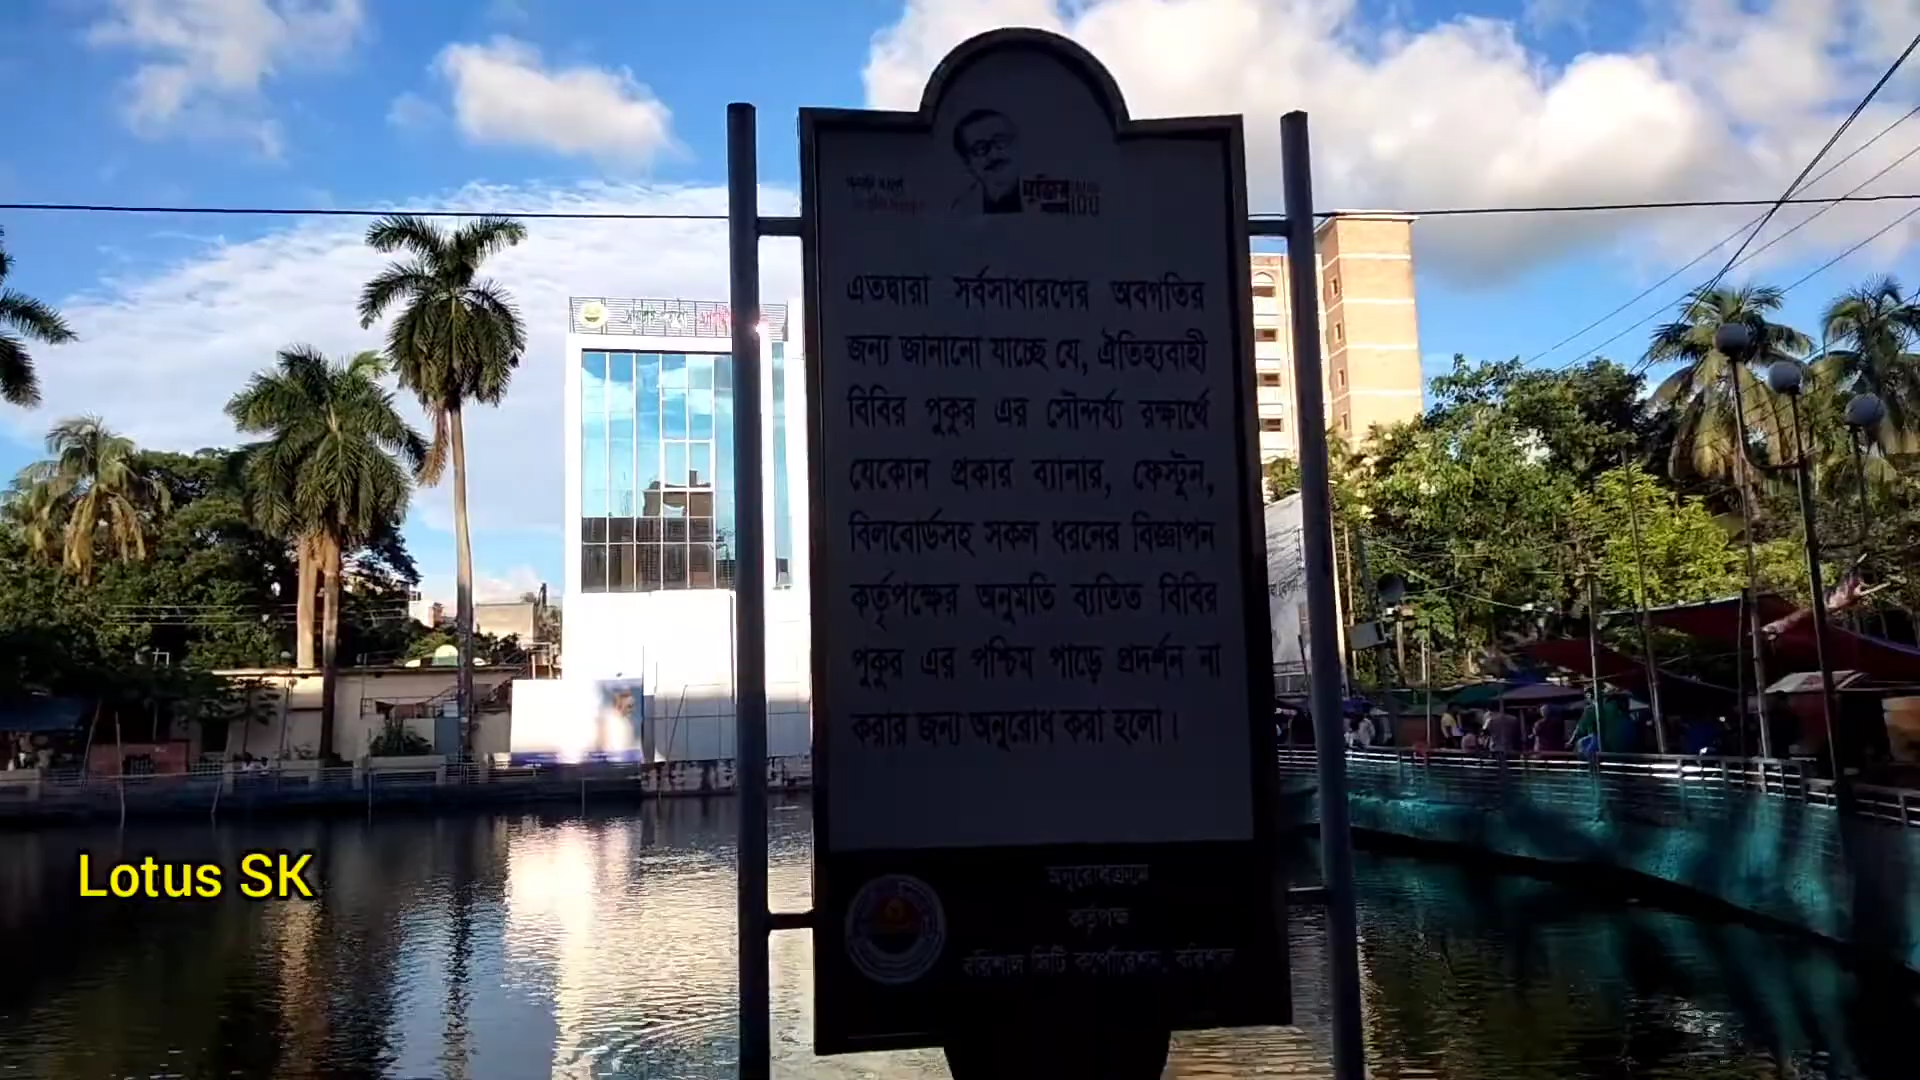 মুজিব
100
এতদ্বারা সর্বসাধারণের অবগতির
জন্য জানানো যাচ্ছে যে, ঐতিহ্যবাহী
বিবির পুকুর এর সৌন্দর্য্য রক্ষার্থে
যেকোন প্রকার ব্যানার, ফেস্টুন,
বিলবোর্ডসহ সকল ধরনের বিজ্ঞাপন
কর্তৃপক্ষের অনুমতি ব্যতিত বিবির
পুকুর এর পশ্চিম পাড়ে প্রদর্শন না
করার জন্য অনুরোধ করা হলো।
অনুরোধক্রমে
কর্তৃপক্ষ
বরিশাল সিটি কর্পোরেশন, বরিশাল
Lotus SK